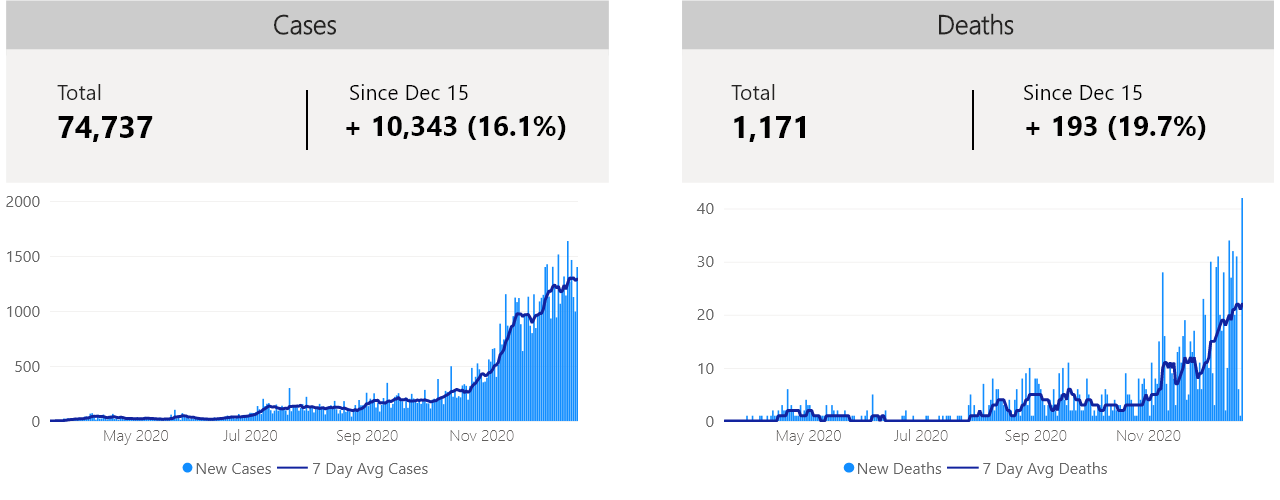 Cases
Total
74,737
Since Dec 15
+ 10,343 (16.1%)
2000
1500
1000
500
0
May 2020
Jul 2020
Sep 2020
Nov 2020
New Cases
7 Day Avg Cases
Deaths
Total
1,171
Since Dec 15
+ 193 (19.7%)
40
30
20
10
0
May 2020
Jul 2020
Sep 2020
Nov 2020
New Deaths
7 Day Avg Deaths